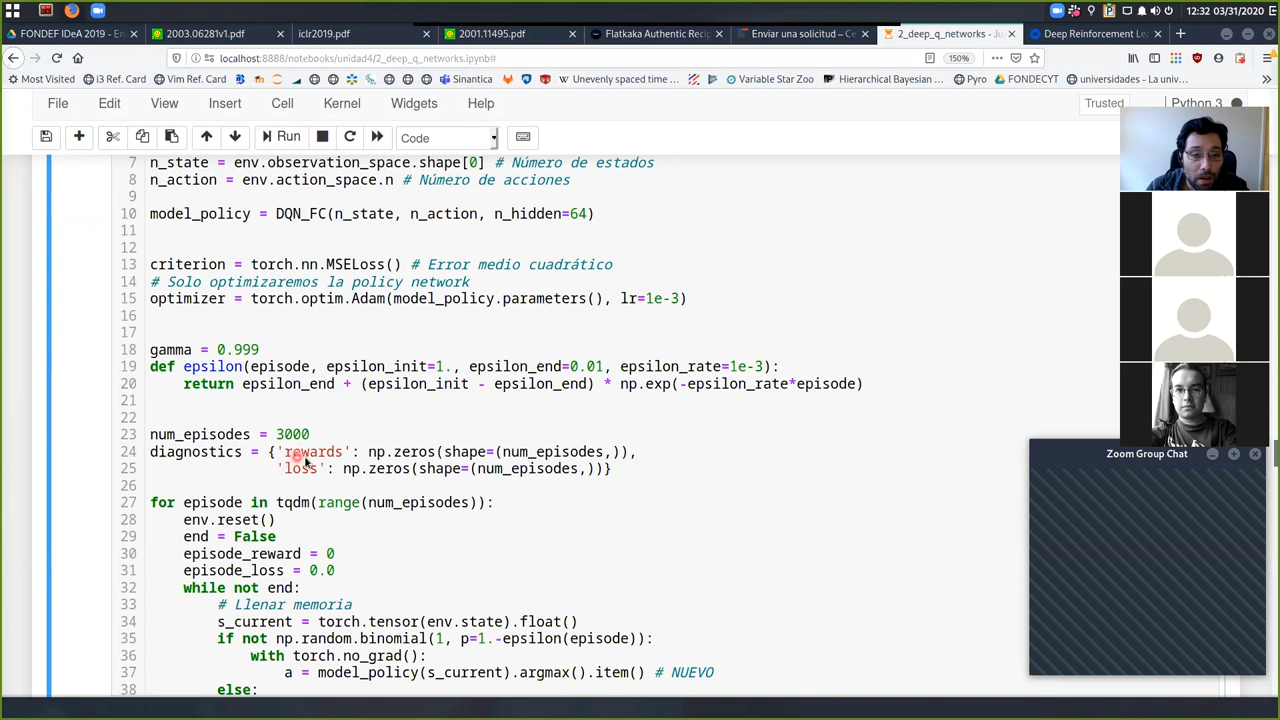 12:32 03/31/2020
FONDEF IDeA 2019 - En
2003.06281v1.pdf
iclr2019.pdf
2001.11495.pdf
Flatkaka Authentic Recip
Enviar una solicitud – Ce
2_deep_q_networks - Ju
Deep Reinforcement Le
localhost:8888/notebooks/unidad4/2_deep_q_networks.ipynb#
150%
Most Visited
i3 Ref. Card
Vim Ref. Card
Sinantica
Unevenly spaced time …
Variable Star Zoo
Hierarchical Bayesian …
Pyro
FONDECYT
universidades - La univ…
File Edit View Insert Cell Kernel Widgets Help
Trusted
Python 3
Run
Code
7 n_state = env.observation_space.shape[0] # Número de estados
8 n_action = env.action_space.n # Número de acciones
9
10 model_policy = DQN_FC(n_state, n_action, n_hidden=64)
11
12
13 criterion = torch.nn.MSELoss() # Error medio cuadrático
14 # Solo optimizaremos la policy network
15 optimizer = torch.optim.Adam(model_policy.parameters(), lr=1e-3)
16
17
18 gamma = 0.999
19 def epsilon(episode, epsilon_init=1., epsilon_end=0.01, epsilon_rate=1e-3):
20 return epsilon_end + (epsilon_init - epsilon_end) * np.exp(-epsilon_rate*episode)
21
22
23 num_episodes = 3000
24 diagnostics = {'rewards': np.zeros(shape=(num_episodes,)),
25 'loss': np.zeros(shape=(num_episodes,))}
26
27 for episode in tqdm(range(num_episodes)):
28 env.reset()
29 end = False
30 episode_reward = 0
31 episode_loss = 0.0
32 while not end:
33 # Llenar memoria
34 s_current = torch.tensor(env.state).float()
35 if not np.random.binomial(1, p=1.-epsilon(episode)):
36 with torch.no_grad():
37 a = model_policy(s_current).argmax().item() # NUEVO
38 else:
Zoom Group Chat